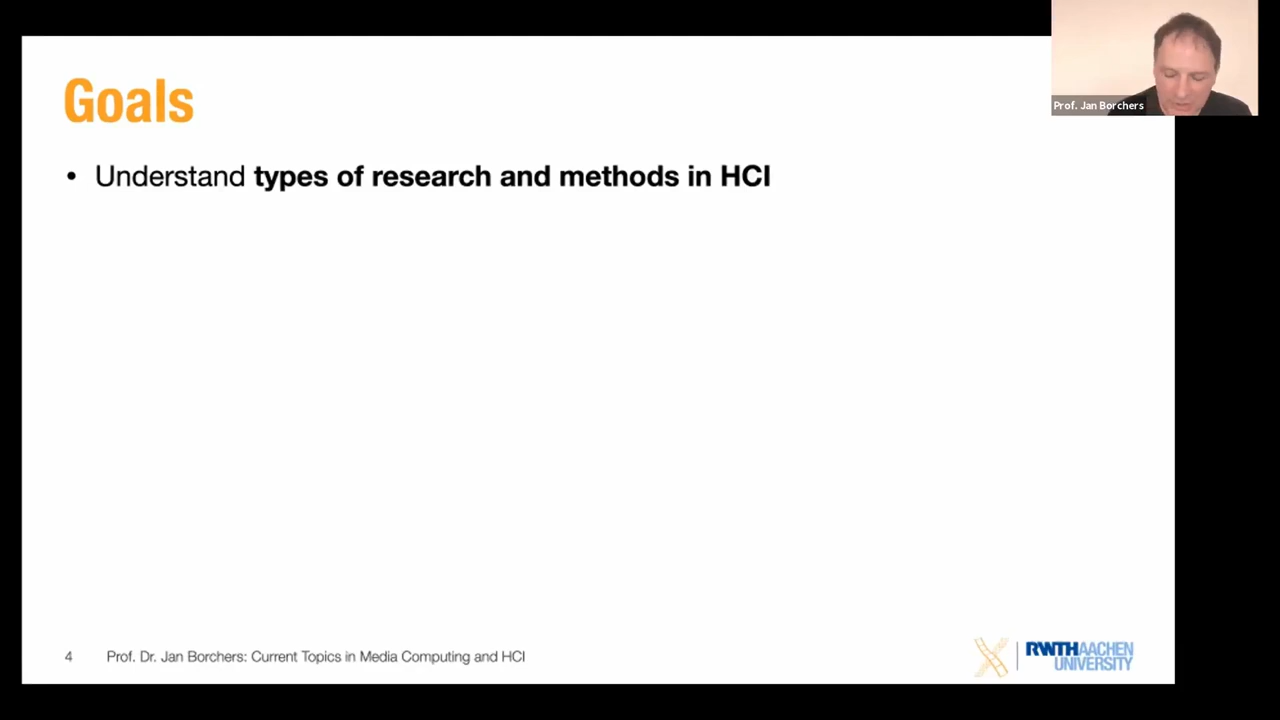 Goals
• Understand types of research and methods in HCI
Prof. Jan Borchers
4 Prof. Dr. Jan Borchers: Current Topics in Media Computing and HCI
RWTHAACHEN
UNIVERSITY